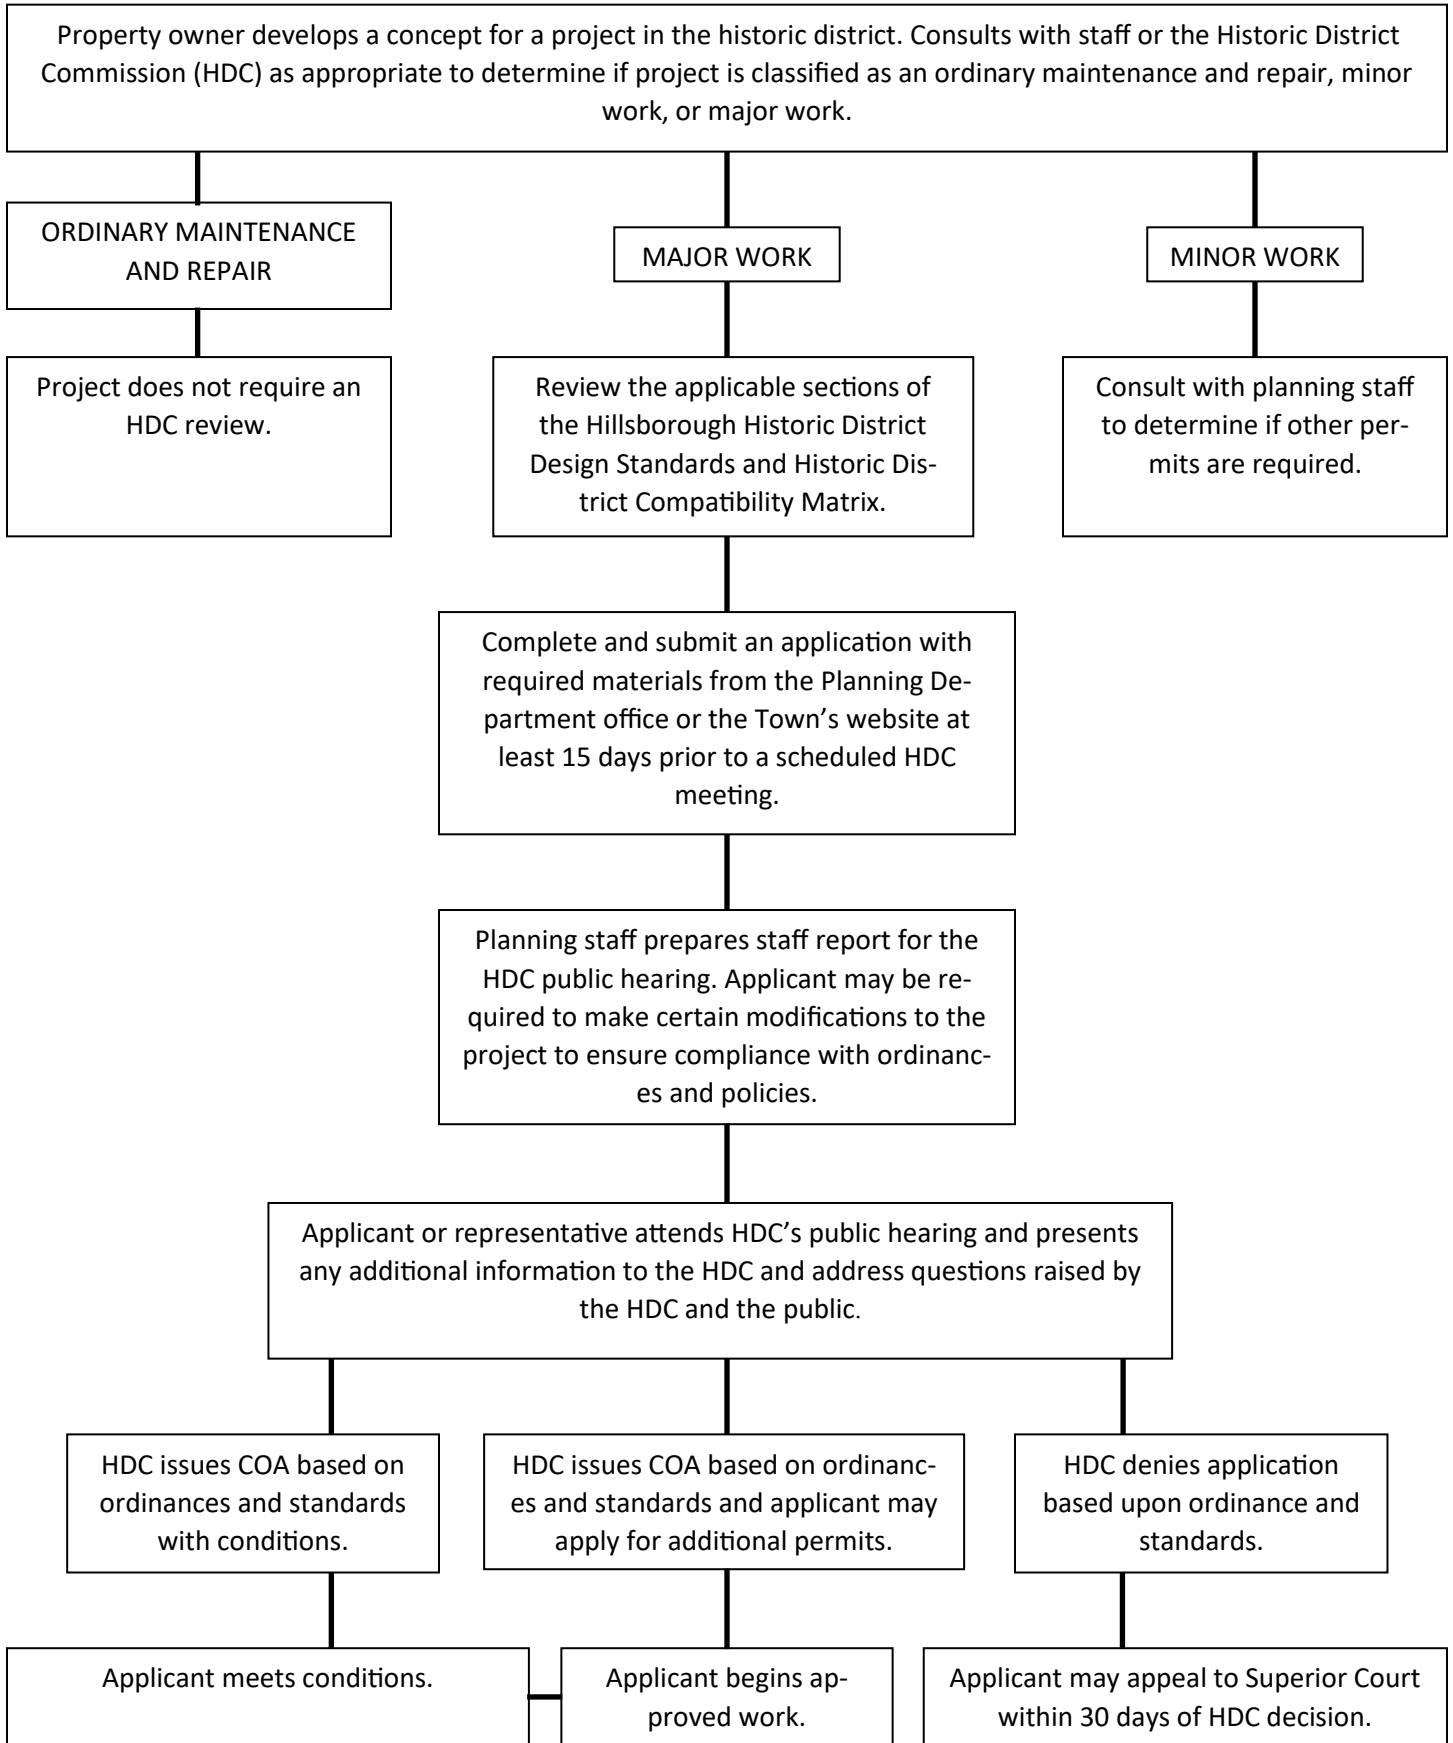 Property owner develops a concept for a project in the historic district. Consults with staff or the Historic District
Commission (HDC) as appropriate to determine if project is classified as an ordinary maintenance and repair, minor
work, or major work.
ORDINARY MAINTENANCE
AND REPAIR
MAJOR WORK
MINOR WORK
Project does not require an
HDC review.
Review the applicable sections of
the Hillsborough Historic District
Design Standards and Historic Dis-
trict Compatibility Matrix.
Consult with planning staff
to determine if other per-
mits are required.
Complete and submit an application with
required materials from the Planning De-
partment office or the Town’s website at
least 15 days prior to a scheduled HDC
meeting.
Planning staff prepares staff report for the
HDC public hearing. Applicant may be re-
quired to make certain modifications to the
project to ensure compliance with ordinanc-
es and policies.
Applicant or representative attends HDC’s public hearing and presents
any additional information to the HDC and address questions raised by
the HDC and the public.
HDC issues COA based on
ordinances and standards
with conditions.
HDC issues COA based on ordinanc-
es and standards and applicant may
apply for additional permits.
HDC denies application
based upon ordinance and
standards.
Applicant meets conditions.
Applicant begins ap-
proved work.
Applicant may appeal to Superior Court
within 30 days of HDC decision.